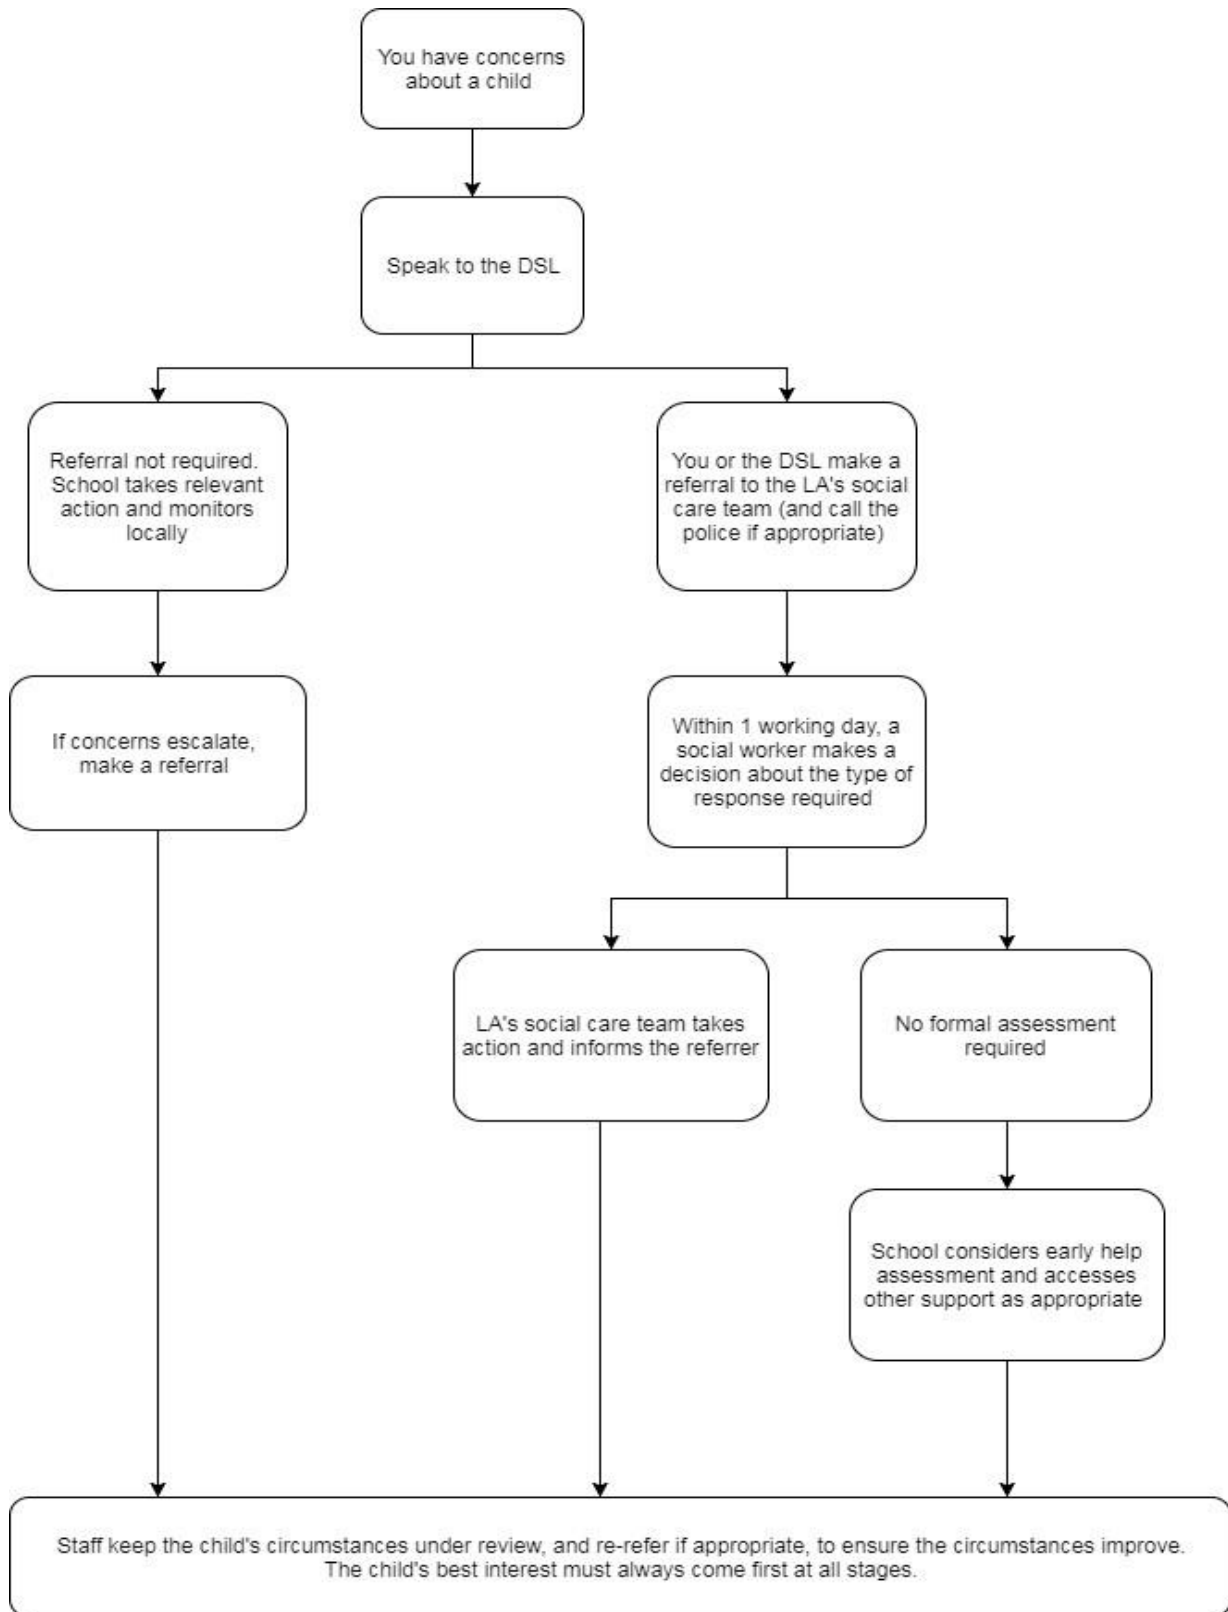 You have concerns
about a child
Speak to the DSL
Referral not required.
School takes relevant
action and monitors
locally
You or the DSL make a
referral to the LA's social
care team (and call the
police if appropriate)
If concerns escalate,
make a referral
Within 1 working day, a
social worker makes a
decision about the type of
response required
LA's social care team takes
action and informs the referrer
No formal assessment
required
School considers early help
assessment and accesses
other support as appropriate
Staff keep the child's circumstances under review, and re-refer if appropriate, to ensure the circumstances improve.
The child's best interest must always come first at all stages.